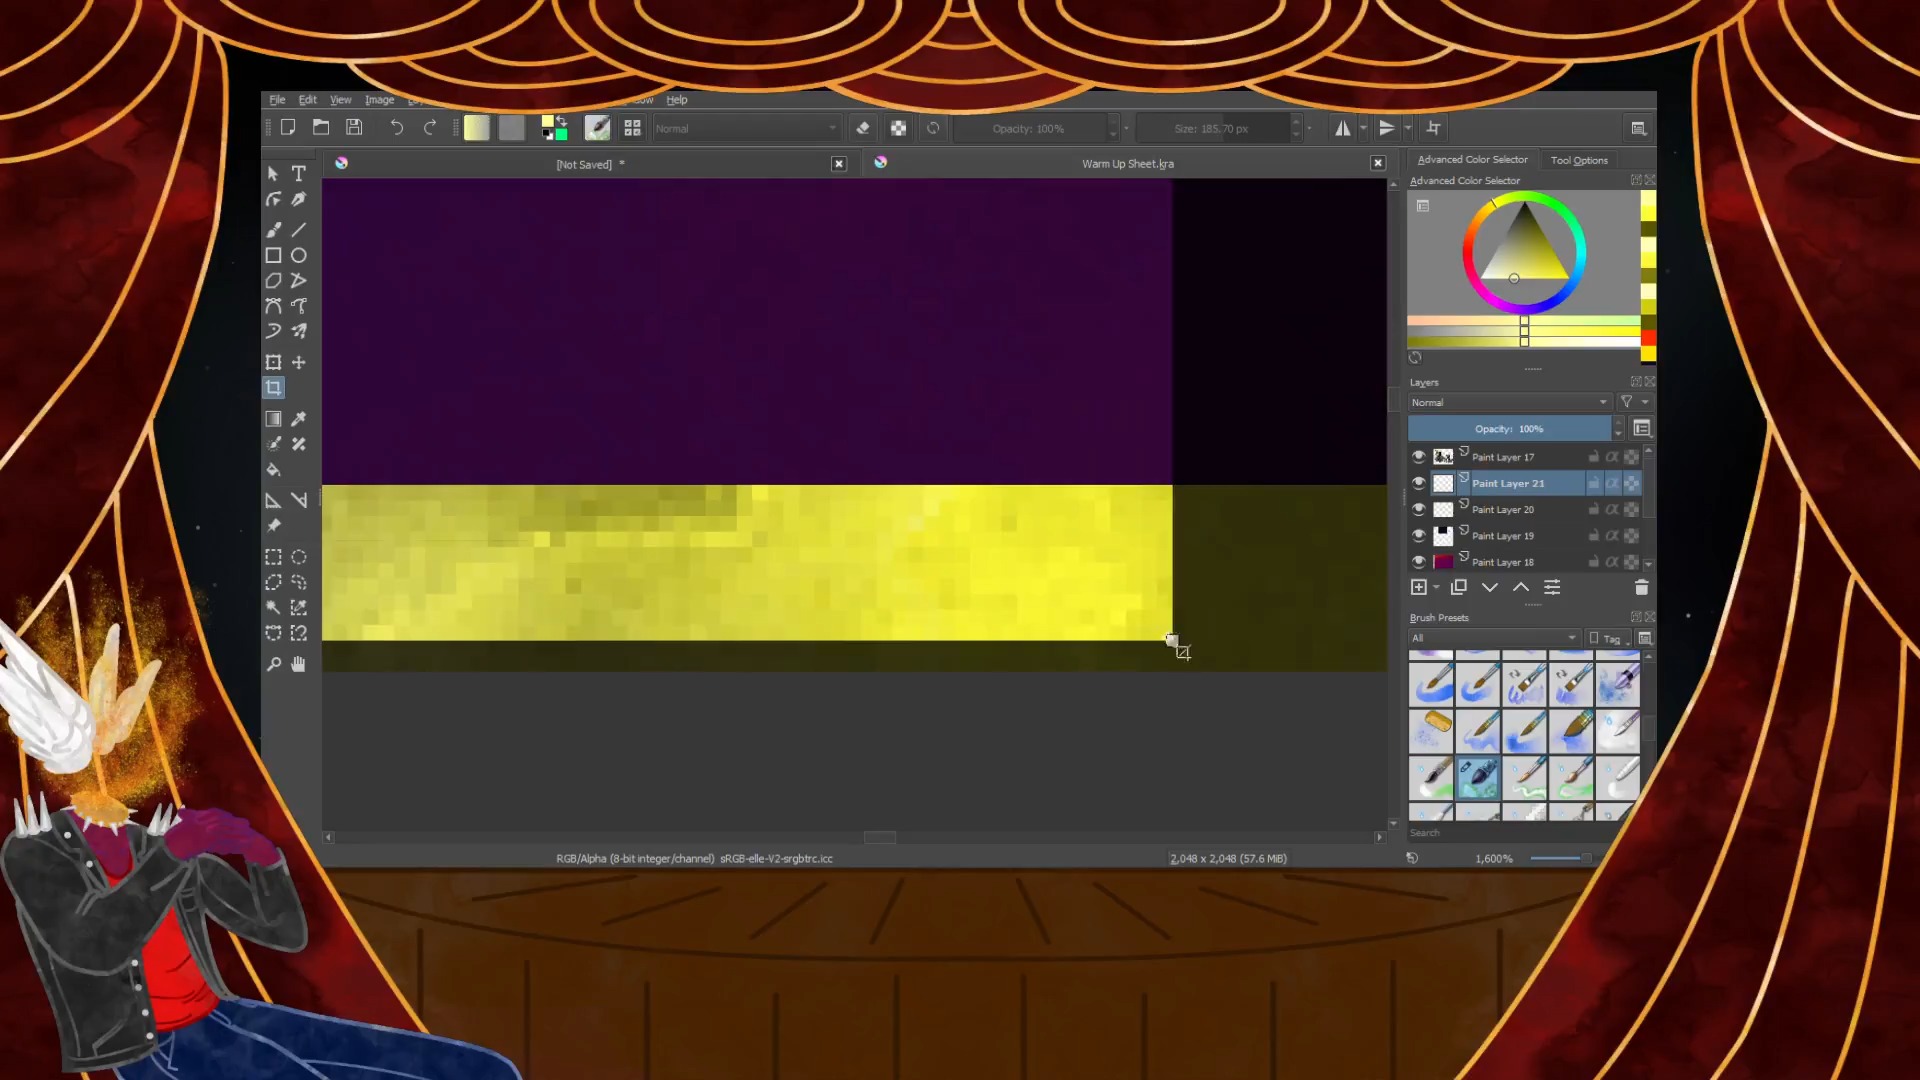 File Edit View Image Help
Normal
Opacity: 100%
Size: 185.70 px
[Not Saved] *
Warm Up Sheet.kra
Advanced Color Selector
Tool Options
Advanced Color Selector
Layers
Normal
Opacity: 100%
Paint Layer 17
Paint Layer 21
Paint Layer 20
Paint Layer 19
Paint Layer 18
Brush Presets
All
Tag
Search
RGB/Alpha (8-bit integer/channel) sRGB-elle-V2-srgbtrc.icc
2,048 x 2,048 (57.6 MiB)
1,600%